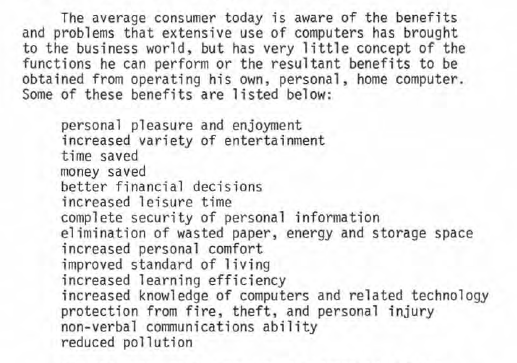 The average consumer today is aware of the benefits
and problems that extensive use of computers has brought
to the business world, but has very little concept of the
functions he can perform or the resultant benefits to be
obtained from operating his own, personal, home computer.
Some of these benefits are listed below:
personal pleasure and enjoyment
increased variety of entertainment
time saved
money saved
better financial decisions
increased leisure time
complete security of personal information
elimination of wasted paper, energy and storage space
increased personal comfort
improved standard of living
increased learning efficiency
increased knowledge of computers and related technology
protection from fire, theft, and personal injury
non-verbal communications ability
reduced pollution